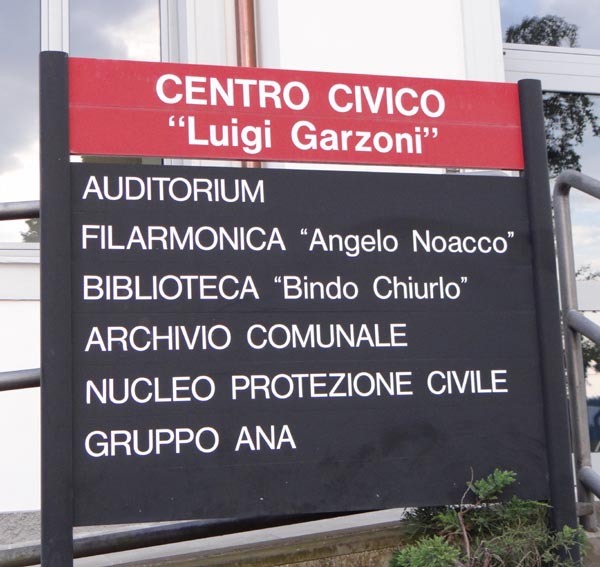 CENTRO CIVICO
“Luigi Garzoni”
AUDITORIUM
FILARMONICA “Angelo Noacco”
BIBLIOTECA “Bindo Chiurlo”
ARCHIVIO COMUNALE
NUCLEO PROTEZIONE CIVILE
GRUPPO ANA